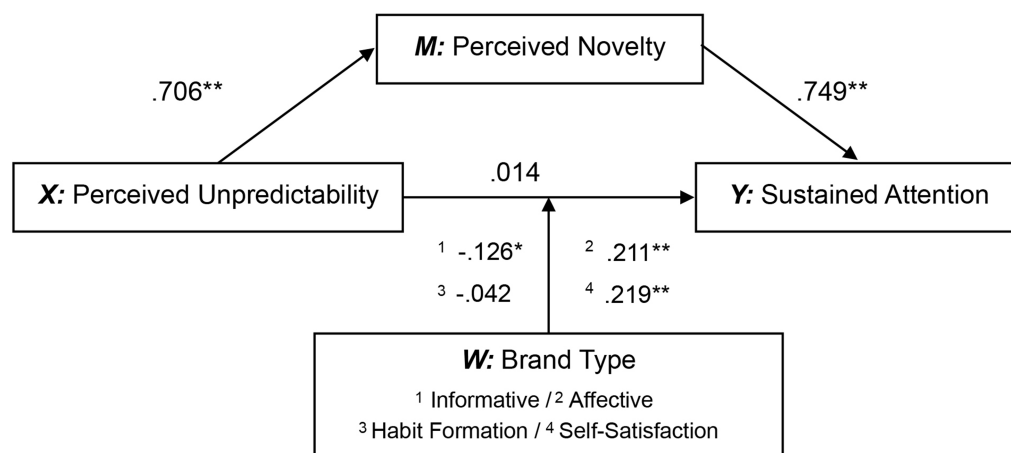 M: Perceived Novelty
.706**
.749**
X: Perceived Unpredictability
.014
Y: Sustained Attention
1 -.126*
2 .211**
3 -.042
4 .219**
W: Brand Type
1 Informative / 2 Affective
3 Habit Formation / 4 Self-Satisfaction